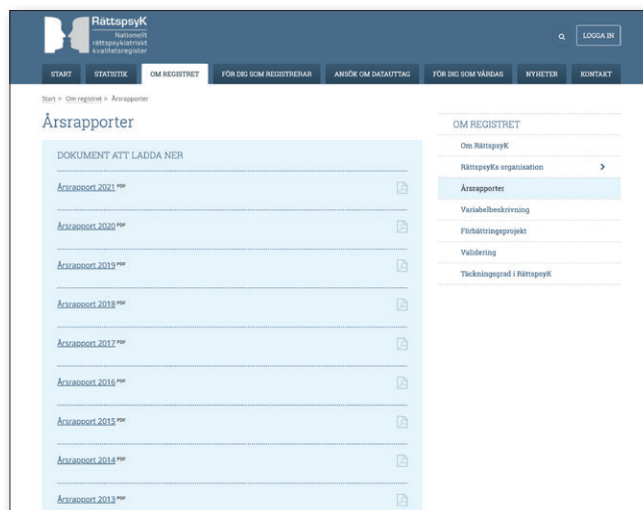 RättspsyK
Nationellt
rättspsykiatriskt
kvalitetsregister
LOGGA IN
START STATISTIK OM REGISTRET FÖR DIG SOM REGISTRERAR ANSÖK OM DATAUTTAG FÖR DIG SOM VÅRDAS NYHETER KONTAKT
Start > Om registret > Årsrapporter
Årsrapporter
DOKUMENT ATT LADDA NER
Årsrapport 2021 PDF
Årsrapport 2020 PDF
Årsrapport 2019 PDF
Årsrapport 2018 PDF
Årsrapport 2017 PDF
Årsrapport 2016 PDF
Årsrapport 2015 PDF
Årsrapport 2014 PDF
Årsrapport 2013 PDF
OM REGISTRET
Om RättspsyK
RättspsyKs organisation
Årsrapporter
Variabelbeskrivning
Förbättringsprojekt
Validering
Täckningsgrad i RättspsyK